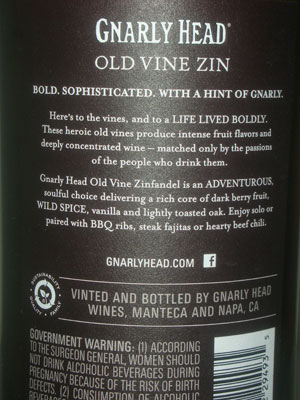 GNARLY HEAD®
OLD VINE ZIN
BOLD. SOPHISTICATED. WITH A HINT OF GNARLY.
Here's to the vines, and to a LIFE LIVED BOLDLY.
These heroic old vines produce intense fruit flavors and
deeply concentrated wine – matched only by the passions
of the people who drink them.
Gnarly Head Old Vine Zinfandel is an ADVENTUROUS,
soulful choice delivering a rich core of dark berry fruit,
WILD SPICE, vanilla and lightly toasted oak. Enjoy solo or
paired with BBQ ribs, steak fajitas or hearty beef chili.
GNARLYHEAD.COM f
SUSTAINABILITY
QUALITY
FAMILY
VINTED AND BOTTLED BY GNARLY HEAD
WINES, MANTECA AND NAPA, CA
GOVERNMENT WARNING: (1) ACCORDING
TO THE SURGEON GENERAL, WOMEN SHOULD
NOT DRINK ALCOHOLIC BEVERAGES DURING
PREGNANCY BECAUSE OF THE RISK OF BIRTH
DEFECTS. (2) CONSUMPTION OF ALCOHOLIC